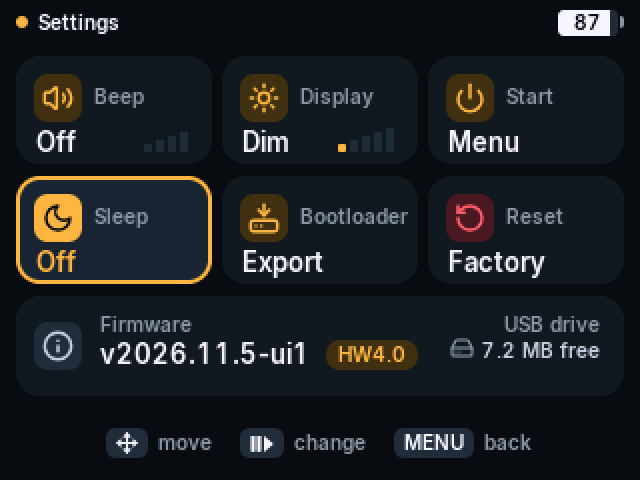 Settings
87
Beep
Off
Display
Dim
Start
Menu
Sleep
Off
Bootloader
Export
Reset
Factory
Firmware
v2026.11.5-ui1 HW4.0
USB drive
7.2 MB free
move change MENU back